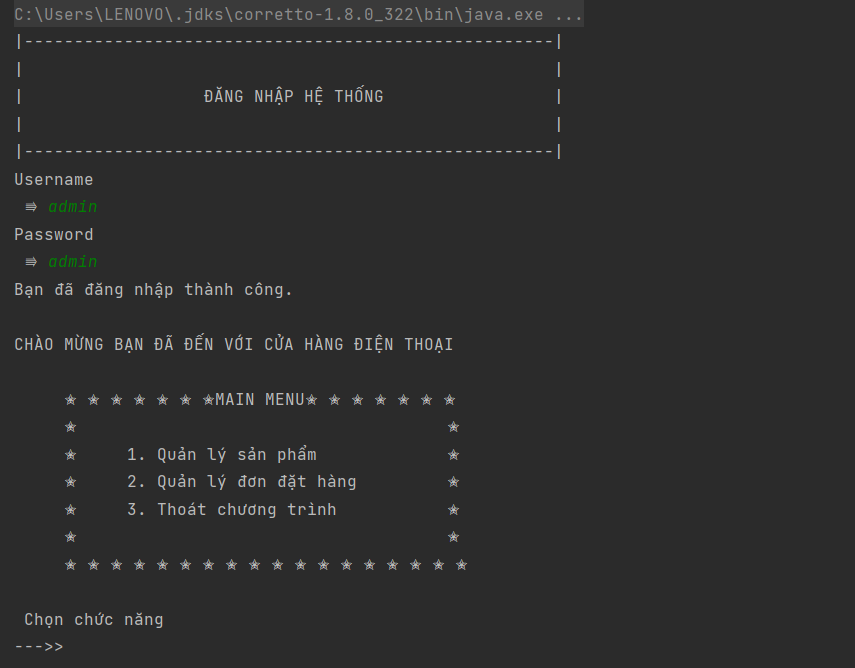 C:\Users\LENOVO\.jdks\corretto-1.8.0_322\bin\java.exe ...
|-----------------------------------------------------|
|                                                     |
|                  ĐĂNG NHẬP HỆ THỐNG                 |
|                                                     |
|-----------------------------------------------------|
Username
 ⭆ admin
Password
 ⭆ admin
Bạn đã đăng nhập thành công.
CHÀO MỪNG BẠN ĐÃ ĐẾN VỚI CỬA HÀNG ĐIỆN THOẠI
✬ ✬ ✬ ✬ ✬ ✬ ✬MAIN MENU✬ ✬ ✬ ✬ ✬ ✬ ✬
✬                                      ✬
✬     1. Quản lý sản phẩm             ✬
✬     2. Quản lý đơn đặt hàng         ✬
✬     3. Thoát chương trình           ✬
✬                                      ✬
✬ ✬ ✬ ✬ ✬ ✬ ✬ ✬ ✬ ✬ ✬ ✬ ✬ ✬ ✬ ✬ ✬ ✬
 Chọn chức năng
--->>